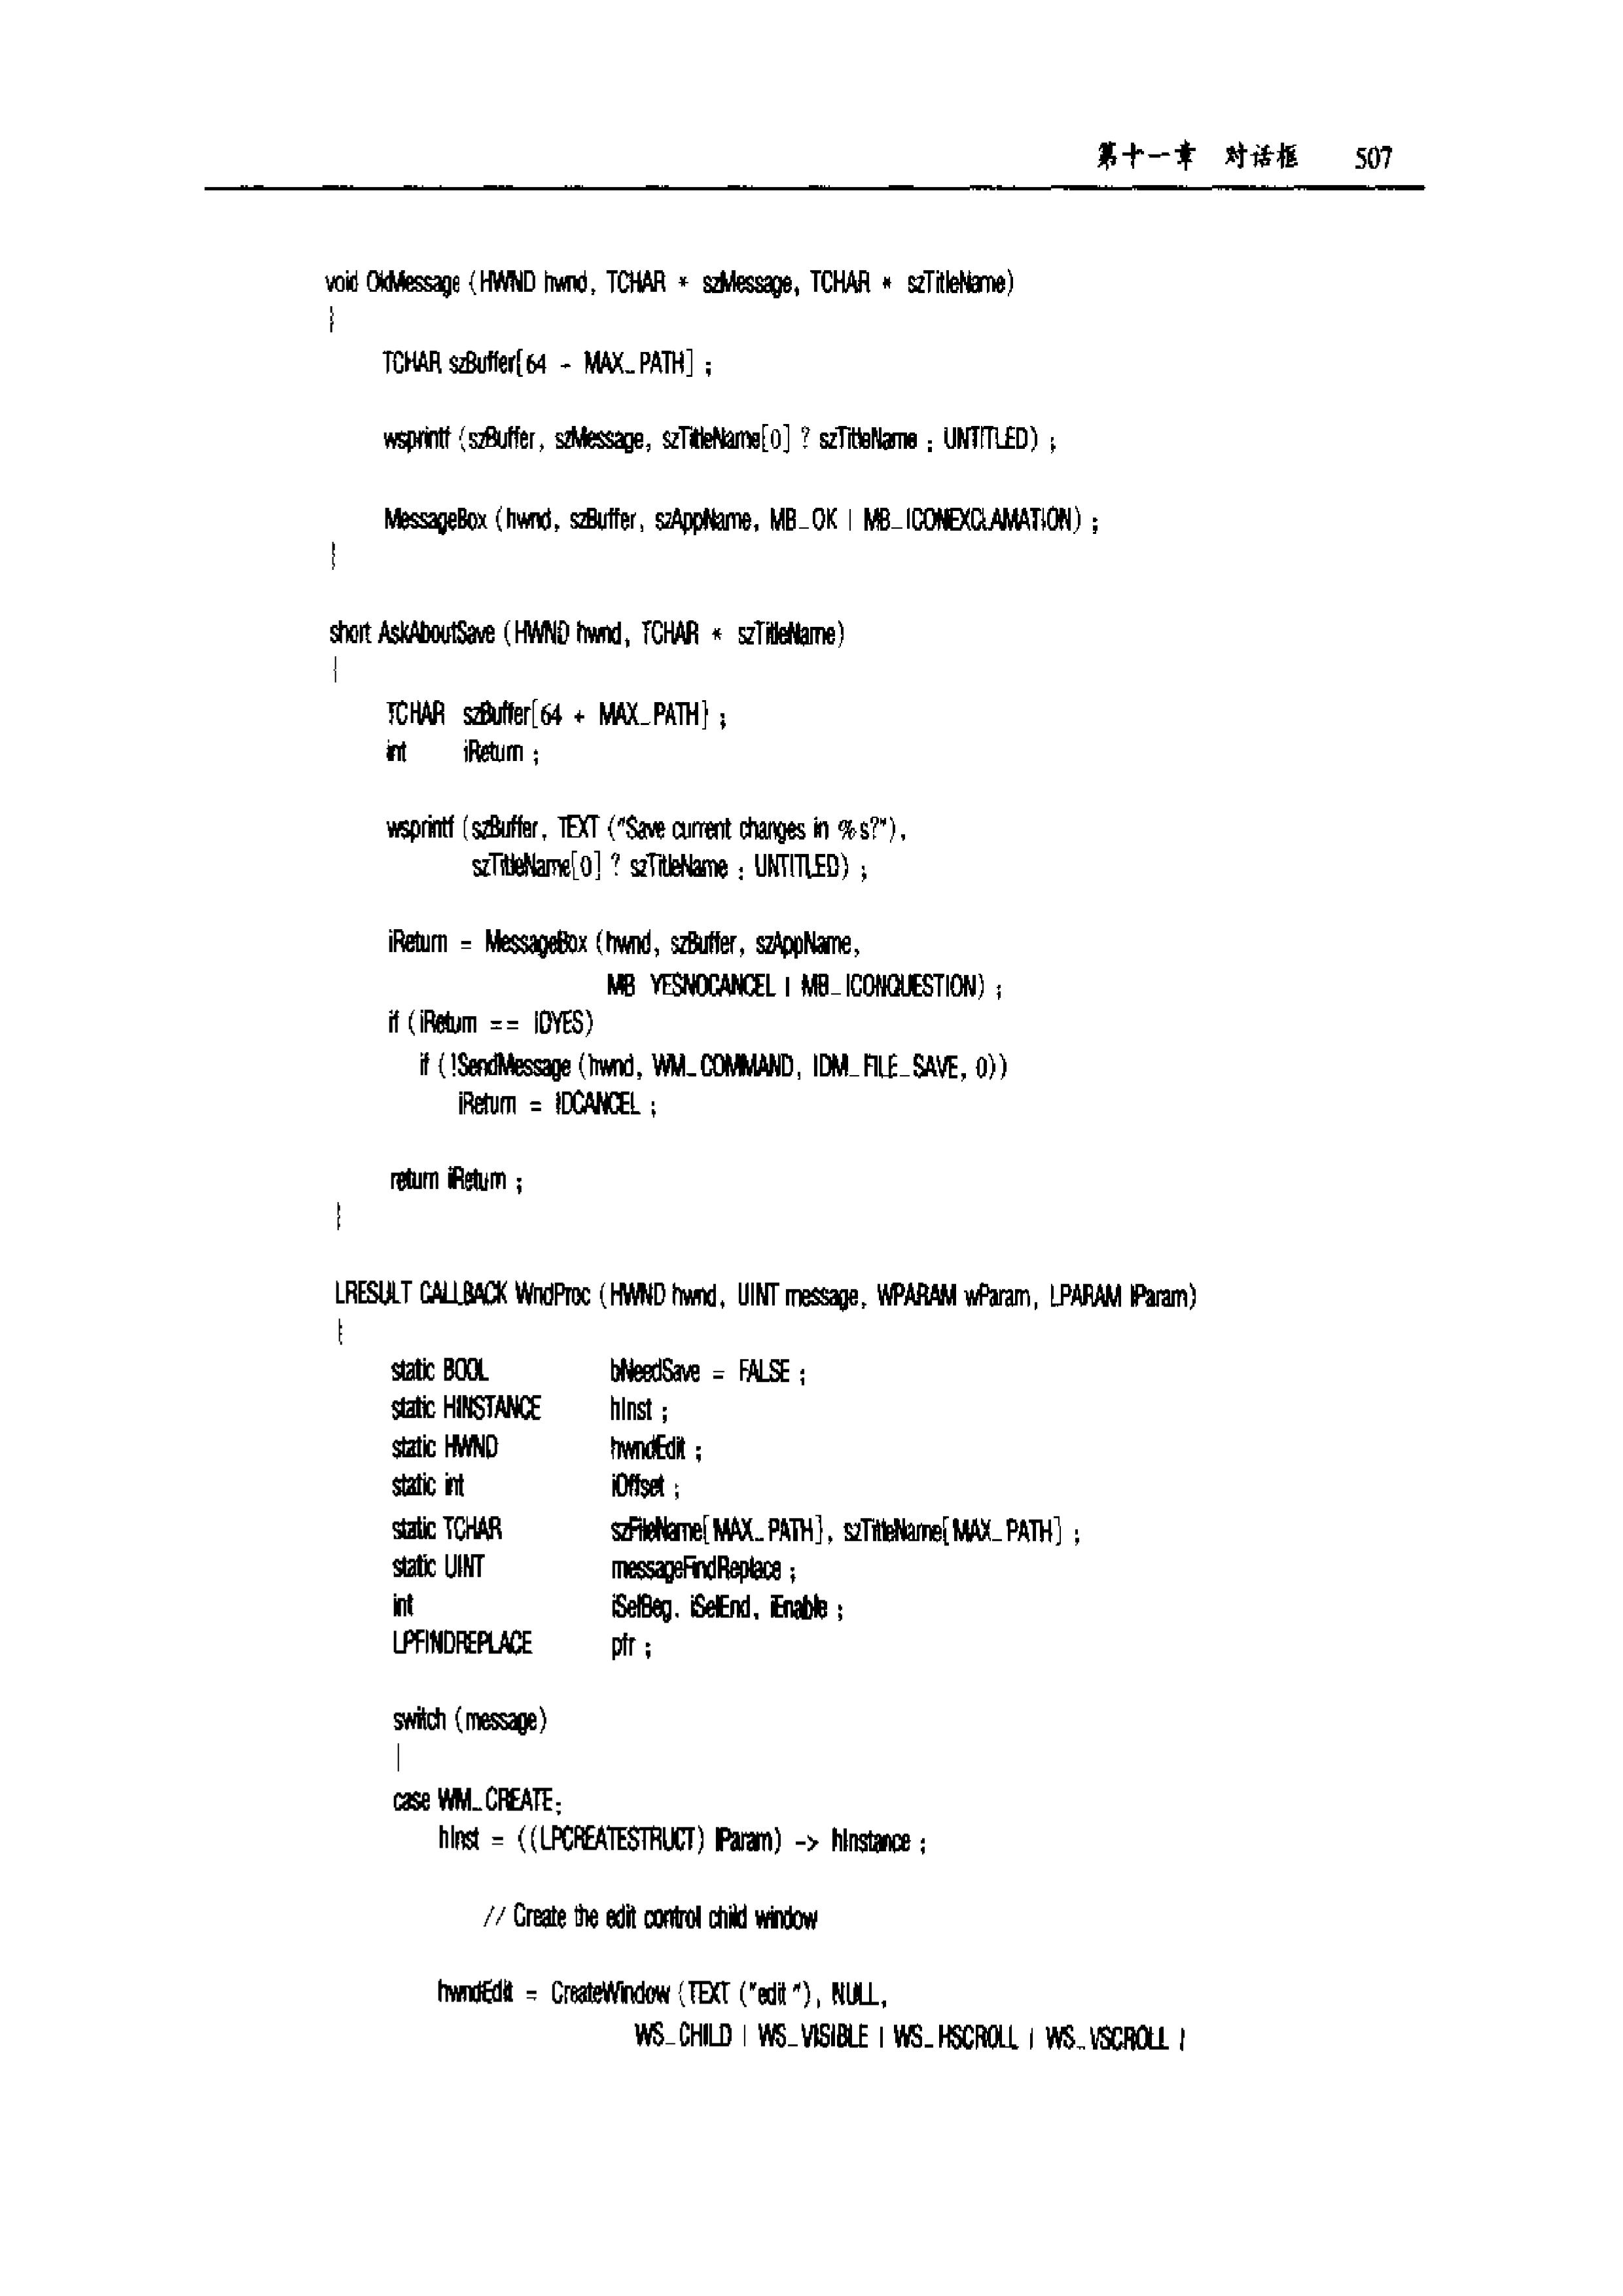 第十一章 对话框 507
void OkMessage (HWND hwnd, TCHAR * szMessage, TCHAR * szTitleName)
{
TCHAR szBuffer[64 - MAX_PATH] ;
wsprintf (szBuffer, szMessage, szTitleName[0] ? szTitleName : UNTITLED) ;
MessageBox (hwnd, szBuffer, szAppName, MB_OK | MB_ICONEXCLAMATION) ;
}
short AskAboutSave (HWND hwnd, TCHAR * szTitleName)
{
TCHAR szBuffer[64 + MAX_PATH] ;
int iReturn ;
wsprintf (szBuffer, TEXT ("Save current changes in %s?"),
szTitleName[0] ? szTitleName : UNTITLED) ;
iReturn = MessageBox (hwnd, szBuffer, szAppName,
MB YESNOCANCEL | MB_ICONQUESTION) ;
if (iReturn == IDYES)
if (!SendMessage (hwnd, WM_COMMAND, IDM_FILE_SAVE, 0))
iReturn = IDCANCEL ;
return iReturn ;
}
LRESULT CALLBACK WndProc (HWND hwnd, UINT message, WPARAM wParam, LPARAM lParam)
{
static BOOL bNeedSave = FALSE ;
static HINSTANCE hInst ;
static HWND hwndEdit ;
static int iOffset ;
static TCHAR szFileName[MAX_PATH], szTitleName[MAX_PATH] ;
static UINT messageFindReplace ;
int iSelBeg, iSelEnd, iEnable ;
LPFINDREPLACE pfr ;
switch (message)
{
case WM_CREATE:
hInst = ((LPCREATESTRUCT) lParam) -> hInstance ;
// Create the edit control child window
hwndEdit = CreateWindow (TEXT ("edit"), NULL,
WS_CHILD | WS_VISIBLE | WS_HSCROLL | WS_VSCROLL |